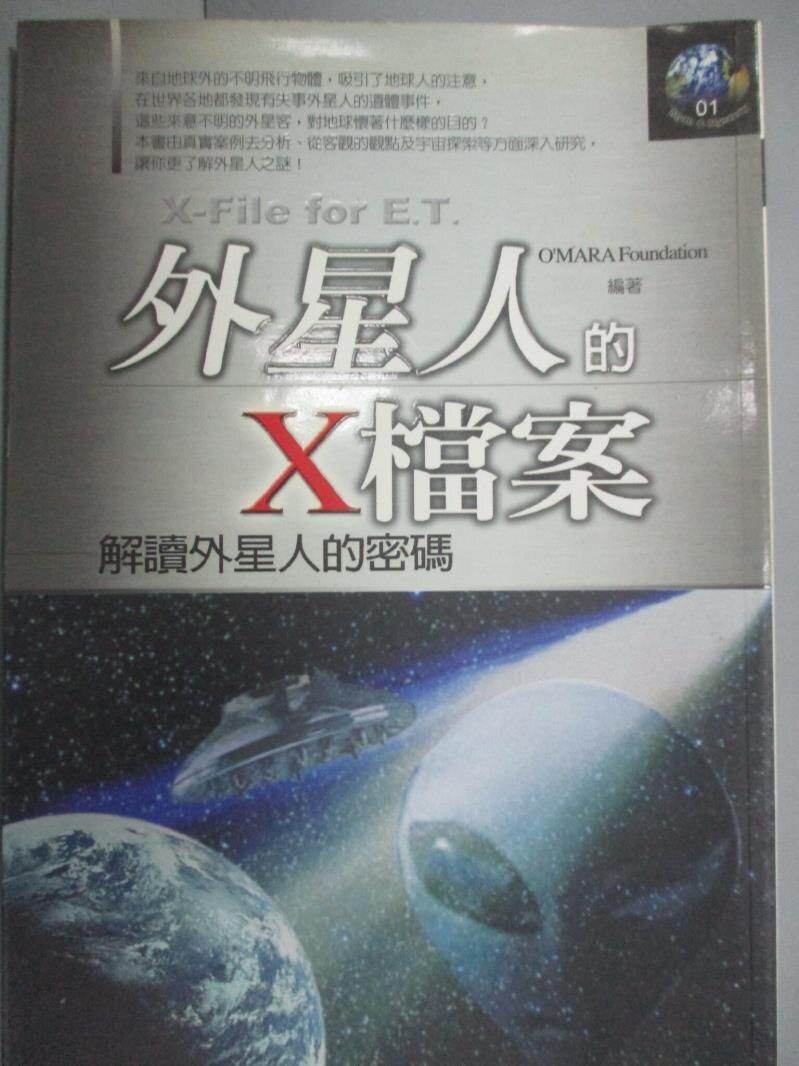 來自地球外的不明飛行物體，吸引了地球人的注意，
在世界各地都發現有失事外星人的遺體事件，
這些來意不明的外星客，對地球懷著什麼樣的目的？
本書由真實案例去分析、從客觀的觀點及宇宙探索等方面深入研究，
讓你更了解外星人之謎！
01
X-File for E.T.
O'MARA Foundation
編著
外星人的
X檔案
解讀外星人的密碼